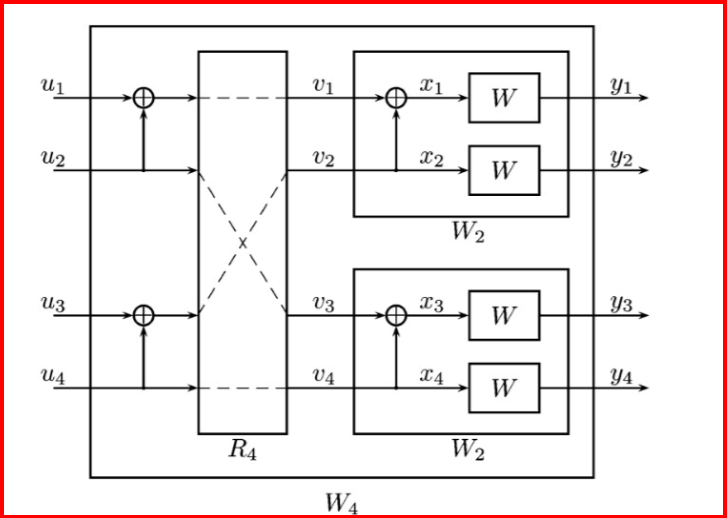 u₁ ⊕ v₁ ⊕ x₁ W y₁
u₂ v₂ x₂ W y₂
W₂
u₃ ⊕ v₃ ⊕ x₃ W y₃
u₄ v₄ x₄ W y₄
R₄ W₂
W₄